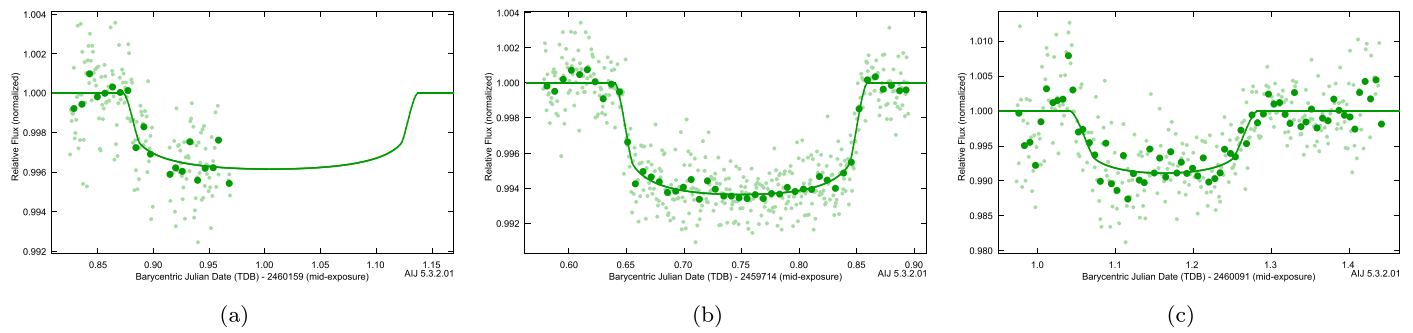 1.004
1.002
1.000
0.998
0.996
0.994
0.992
Relative Flux (normalized)
0.85 0.90 0.95 1.00 1.05 1.10 1.15
Barycentric Julian Date (TDB) - 2460159 (mid-exposure)
AIJ 5.3.2.01
(a)
1.004
1.002
1.000
0.998
0.996
0.994
0.992
Relative Flux (normalized)
0.60 0.65 0.70 0.75 0.80 0.85 0.90
Barycentric Julian Date (TDB) - 2459714 (mid-exposure)
AIJ 5.3.2.01
(b)
1.010
1.005
1.000
0.995
0.990
0.985
0.980
Relative Flux (normalized)
1.0 1.1 1.2 1.3 1.4
Barycentric Julian Date (TDB) - 2460091 (mid-exposure)
AIJ 5.3.2.01
(c)